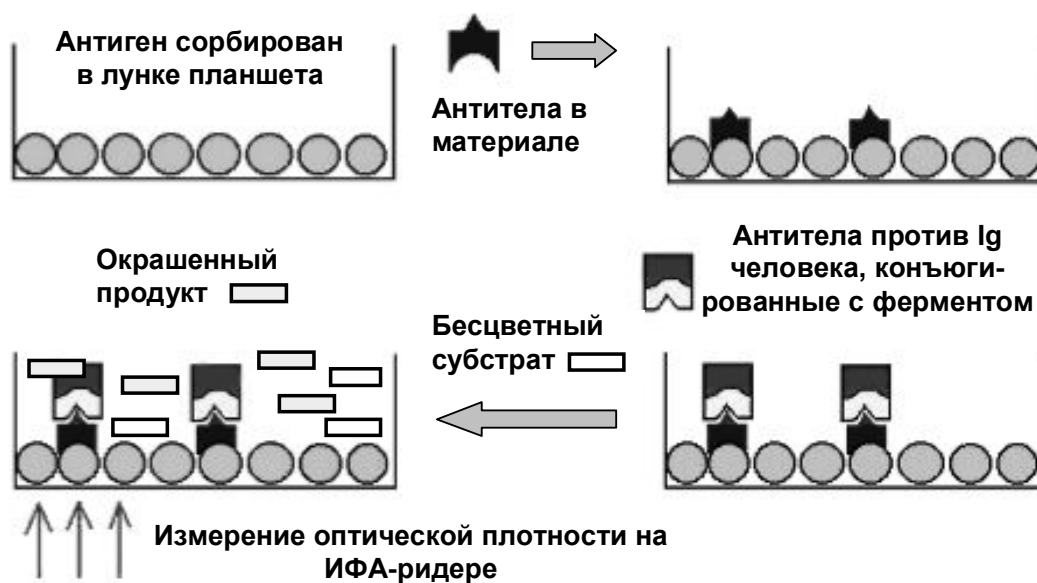 Антиген сорбирован
в лунке планшета
Антитела в
материале
Антитела против Ig
человека, конъюги-
рованные с ферментом
Бесцветный
субстрат
Окрашенный
продукт
Измерение оптической плотности на
ИФА-ридере